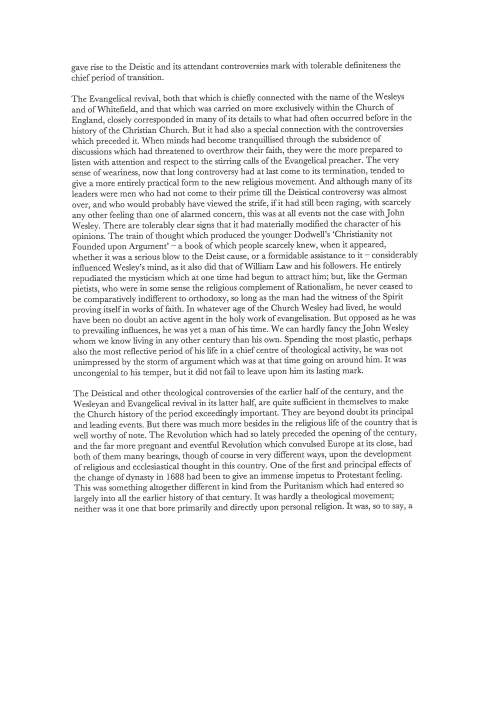 gave rise to the Deistic and its attendant controversies mark with tolerable definiteness the
chief period of transition.
The Evangelical revival, both that which is chiefly connected with the name of the Wesleys
and of Whitefield, and that which was carried on more exclusively within the Church of
England, closely corresponded in many of its details to what had often occurred before in the
history of the Christian Church. But it had also a special connection with the controversies
which preceded it. When minds had become tranquillised through the subsidence of
discussions which had threatened to overthrow their faith, they were the more prepared to
listen with attention and respect to the stirring calls of the Evangelical preacher. The very
sense of weariness, now that long controversy had at last come to its termination, tended to
give a more entirely practical form to the new religious movement. And although many of its
leaders were men who had not come to their prime till the Deistical controversy was almost
over, and who would probably have viewed the strife, if it had still been raging, with scarcely
any other feeling than one of alarmed concern, this was at all events not the case with John
Wesley. There are tolerably clear signs that it had materially modified the character of his
opinions. The train of thought which produced the younger Dodwell's 'Christianity not
Founded upon Argument' – a book of which people scarcely knew, when it appeared,
whether it was a serious blow to the Deist cause, or a formidable assistance to it – considerably
influenced Wesley's mind, as it also did that of William Law and his followers. He entirely
repudiated the mysticism which at one time had begun to attract him; but, like the German
pietists, who were in some sense the religious complement of Rationalism, he never ceased to
be comparatively indifferent to orthodoxy, so long as the man had the witness of the Spirit
proving itself in works of faith. In whatever age of the Church Wesley had lived, he would
have been no doubt an active agent in the holy work of evangelisation. But opposed as he was
to prevailing influences, he was yet a man of his time. We can hardly fancy the John Wesley
whom we know living in any other century than his own. Spending the most plastic, perhaps
also the most reflective period of his life in a chief centre of theological activity, he was not
unimpressed by the storm of argument which was at that time going on around him. It was
uncongenial to his temper, but it did not fail to leave upon him its lasting mark.
The Deistical and other theological controversies of the earlier half of the century, and the
Wesleyan and Evangelical revival in its latter half, are quite sufficient in themselves to make
the Church history of the period exceedingly important. They are beyond doubt its principal
and leading events. But there was much more besides in the religious life of the country that is
well worthy of note. The Revolution which had so lately preceded the opening of the century,
and the far more pregnant and eventful Revolution which convulsed Europe at its close, had
both of them many bearings, though of course in very different ways, upon the development
of religious and ecclesiastical thought in this country. One of the first and principal effects of
the change of dynasty in 1688 had been to give an immense impetus to Protestant feeling.
This was something altogether different in kind from the Puritanism which had entered so
largely into all the earlier history of that century. It was hardly a theological movement;
neither was it one that bore primarily and directly upon personal religion. It was, so to say, a